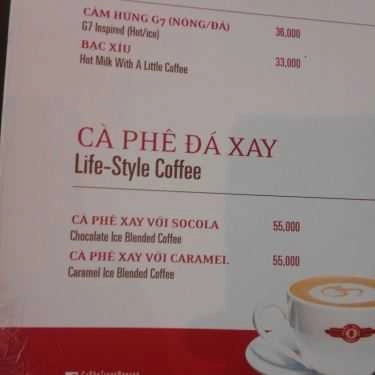 CẢM HỨNG G7 (NÓNG/ĐÁ) 36,000
G7 Inspired (Hot/ice)
BẠC XÍU 33,000
Hot Milk With A Little Coffee
CÀ PHÊ ĐÁ XAY
Life-Style Coffee
CÀ PHÊ XAY VỚI SOCOLA 55,000
Chocolate Ice Blended Coffee
CÀ PHÊ XAY VỚI CARAMEL 55,000
Caramel Ice Blended Coffee